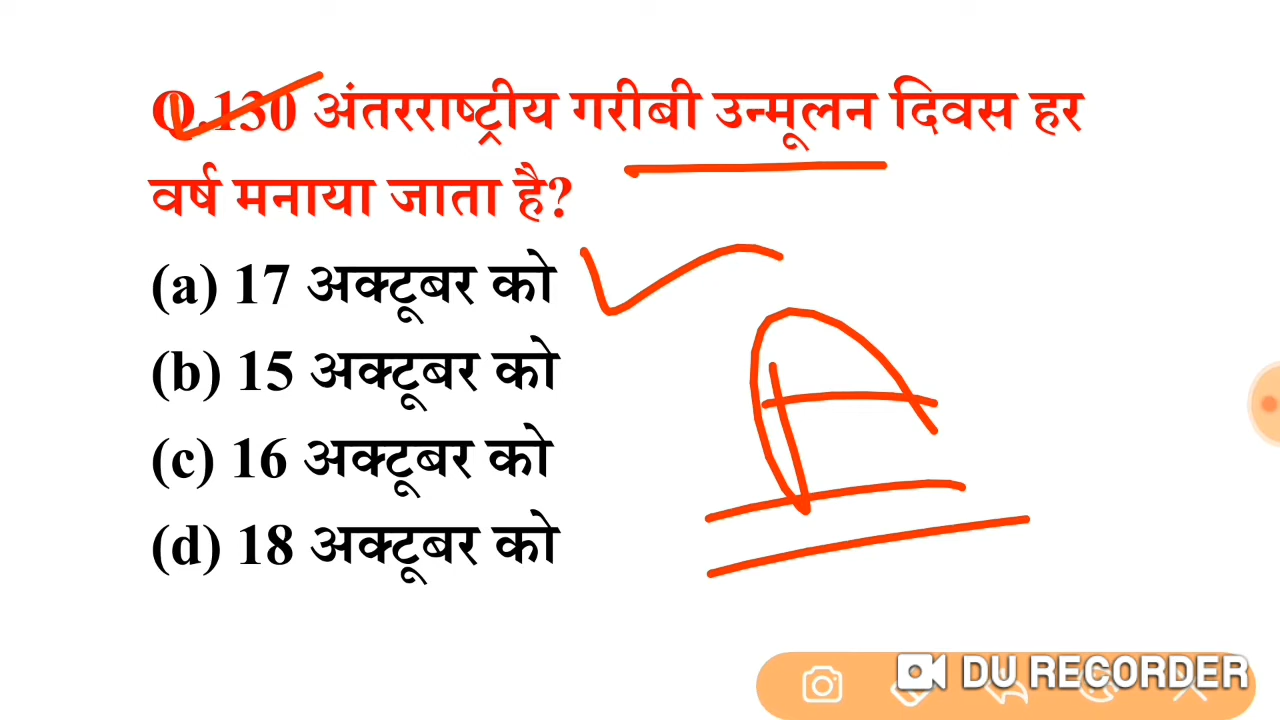 Q.130 अंतरराष्ट्रीय गरीबी उन्मूलन दिवस हर
वर्ष मनाया जाता है?
(a) 17 अक्टूबर को
(b) 15 अक्टूबर को
(c) 16 अक्टूबर को
(d) 18 अक्टूबर को
A
DU RECORDER